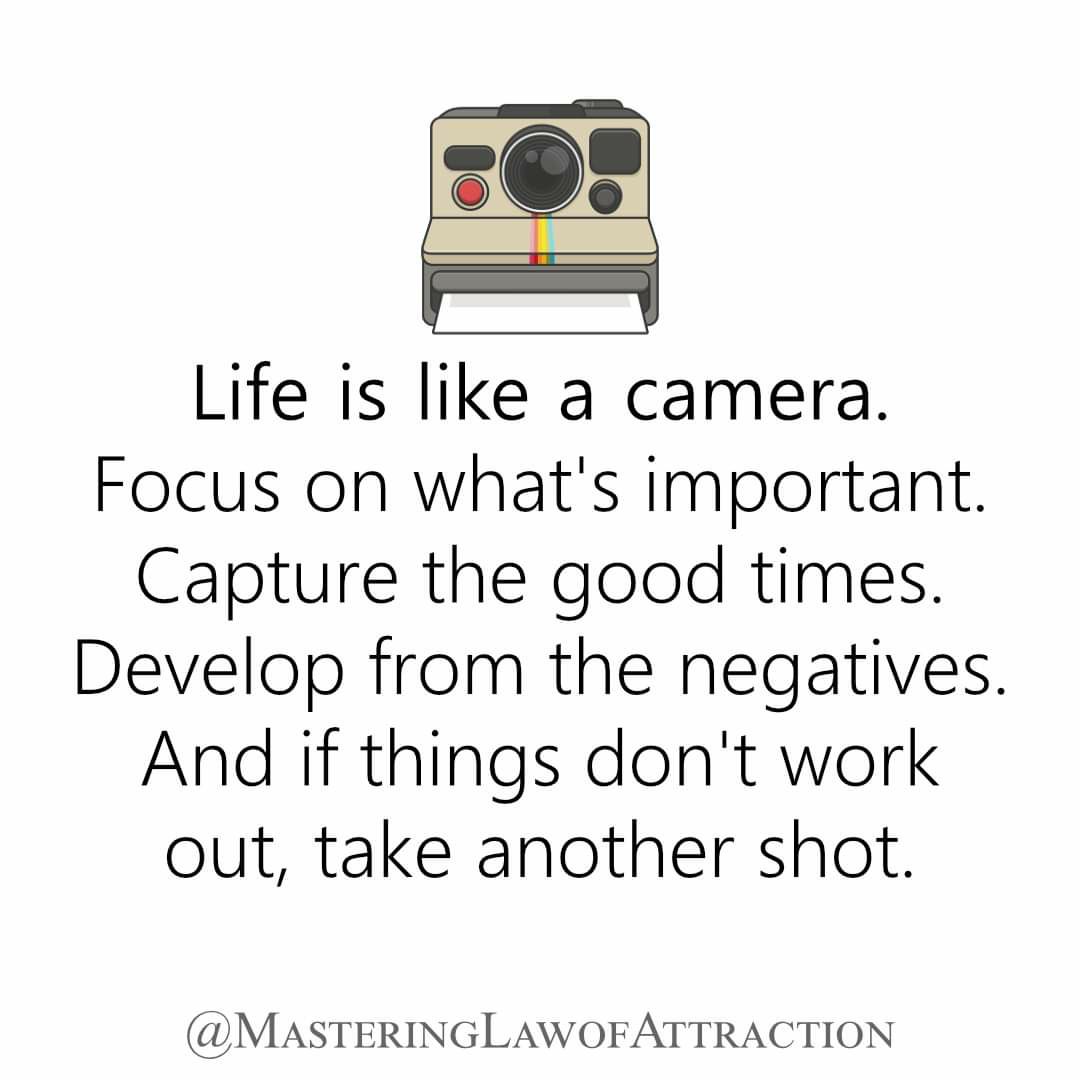 Life is like a camera.
Focus on what's important.
Capture the good times.
Develop from the negatives.
And if things don't work
out, take another shot.
@MasteringLawofAttraction